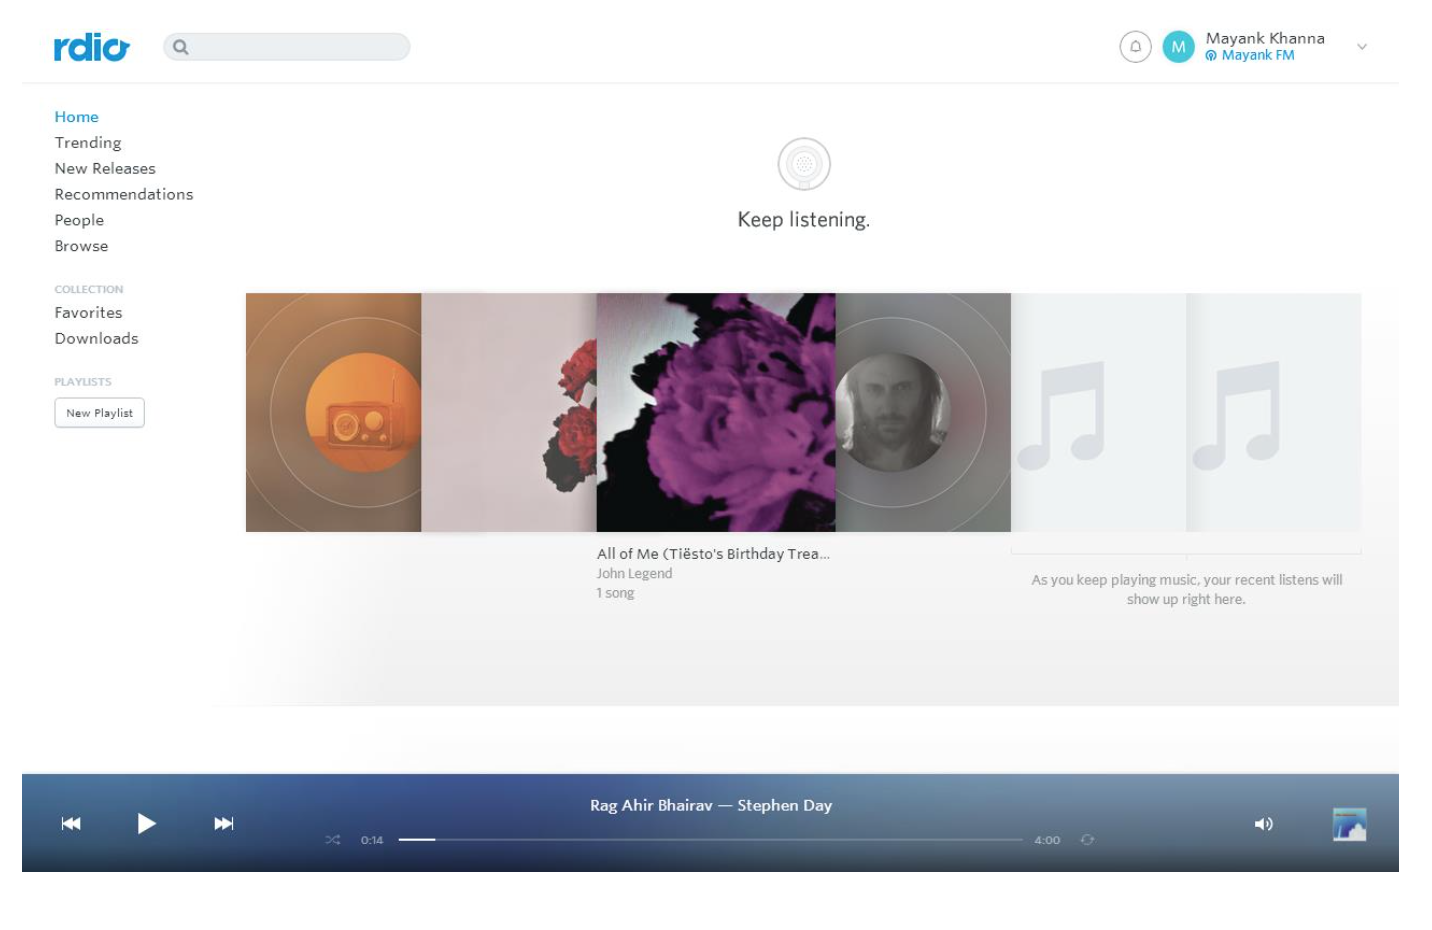 rdio
M
Mayank Khanna
Mayank FM
Home
Trending
New Releases
Recommendations
People
Browse
COLLECTION
Favorites
Downloads
PLAYLISTS
New Playlist
Keep listening.
All of Me (Tiësto's Birthday Trea...
John Legend
1 song
As you keep playing music, your recent listens will
show up right here.
Rag Ahir Bhairav — Stephen Day
0:14
4:00